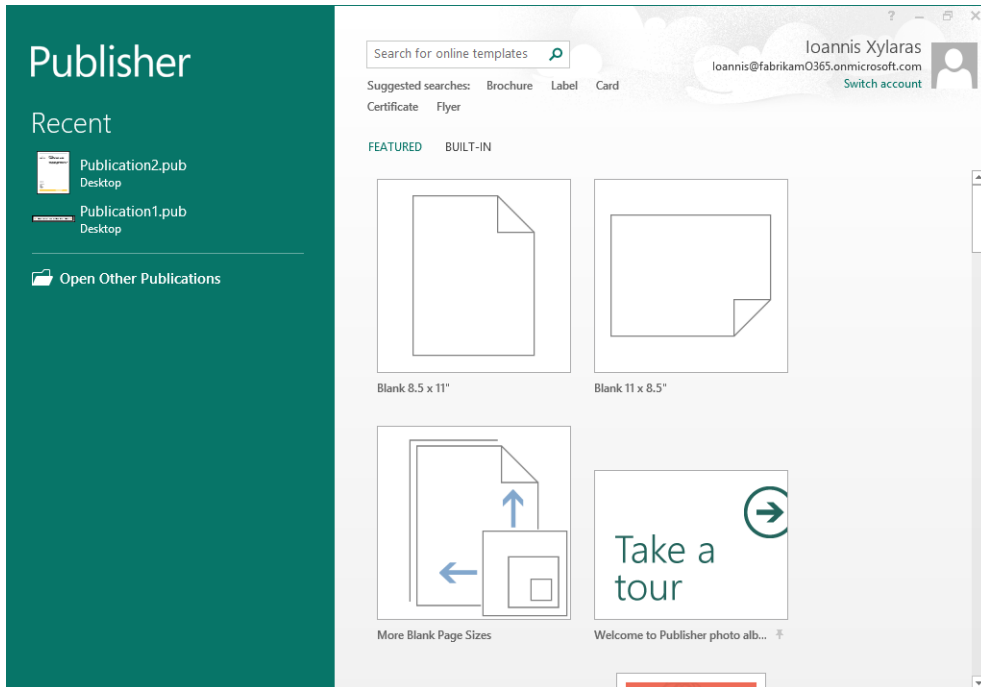 Publisher
Recent
Publication2.pub
Desktop
Publication1.pub
Desktop
Open Other Publications
?
Search for online templates
Ioannis Xylaras
Ioannis@fabrikamO365.onmicrosoft.com
Switch account
Suggested searches: Brochure Label Card
Certificate Flyer
FEATURED BUILT-IN
Blank 8.5 x 11"
Blank 11 x 8.5"
Take a
tour
More Blank Page Sizes
Welcome to Publisher photo alb...